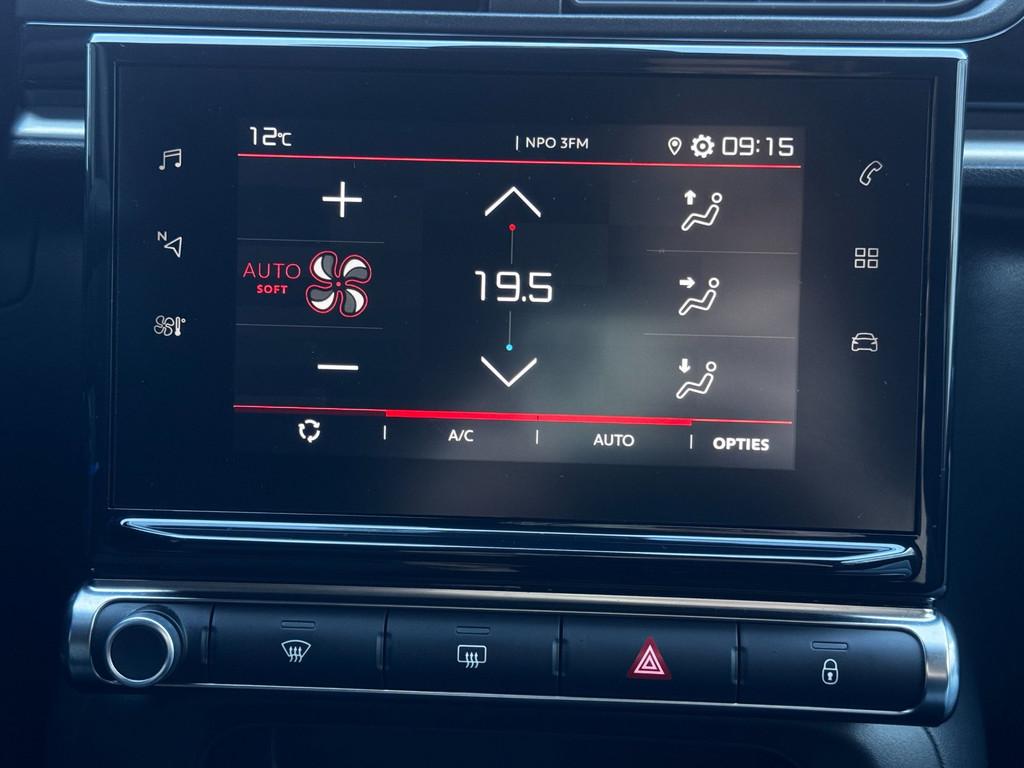 12°C
| NPO 3FM
09:15
N
AUTO
SOFT
19.5
A/C
AUTO
OPTIES